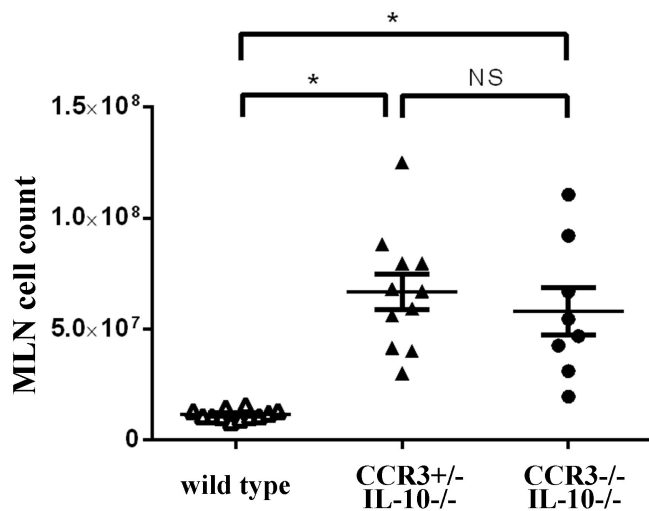 *
*
NS
1.5×10⁸
1.0×10⁸
5.0×10⁷
0
MLN cell count
wild type
CCR3+/-
IL-10-/-
CCR3-/-
IL-10-/-